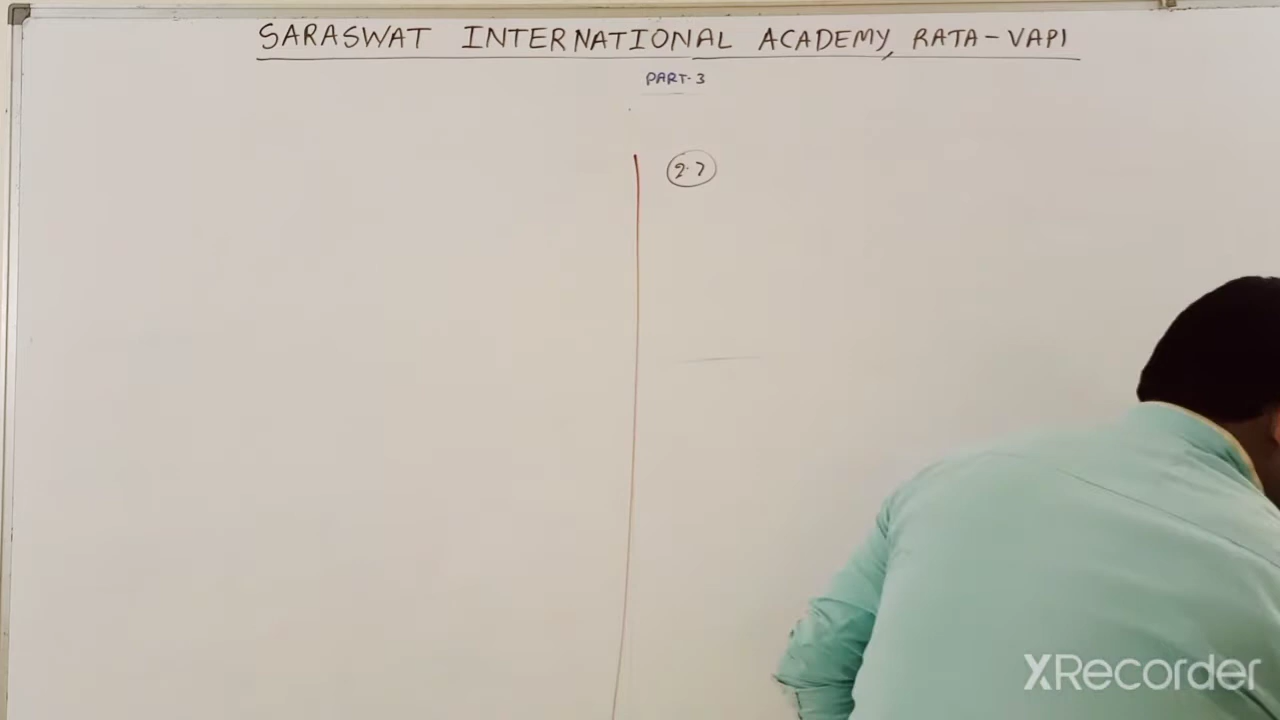 SARASWAT INTERNATIONAL ACADEMY, RATA-VAPI
PART-3
2.7
XRecorder